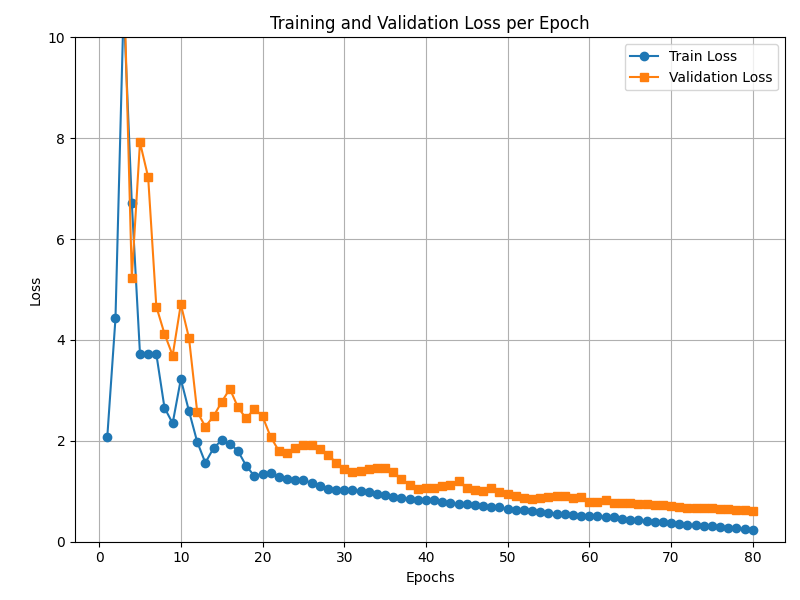 Training and Validation Loss per Epoch
Train Loss
Validation Loss
10
8
6
4
2
0
Loss
0 10 20 30 40 50 60 70 80
Epochs